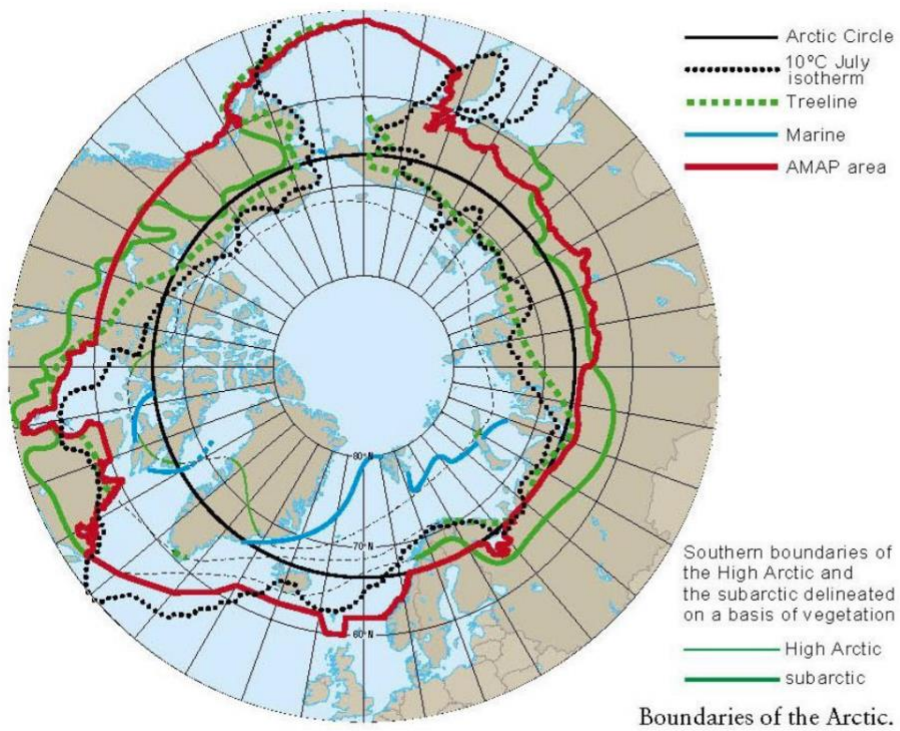 Arctic Circle
10°C July
isotherm
Treeline
Marine
AMAP area
80°N
70°N
60°N
Southern boundaries of
the High Arctic and
the subarctic delineated
on a basis of vegetation
High Arctic
subarctic
Boundaries of the Arctic.